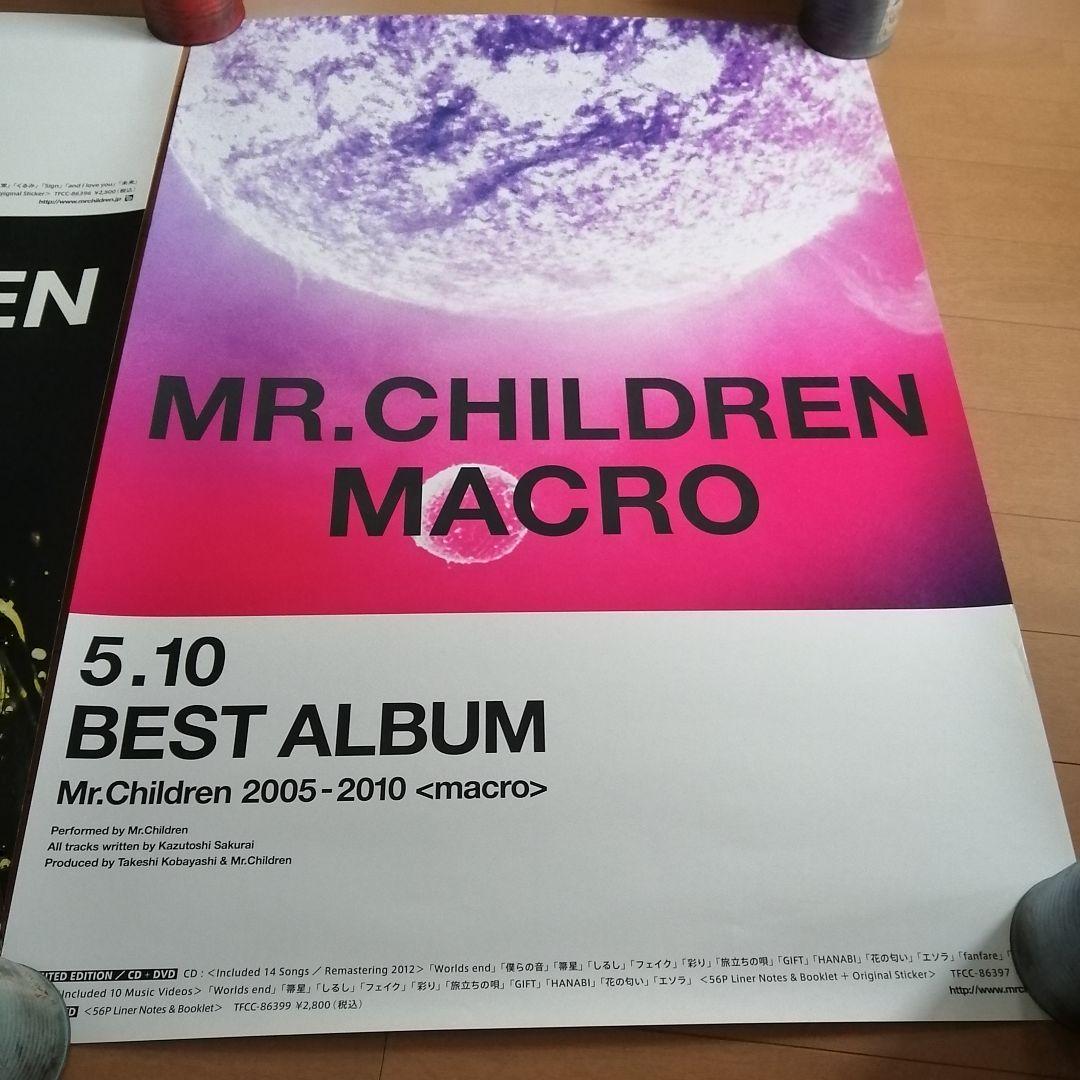 「くるみ」「Sign」「and I love you」「未来」
Original Sticker＞ TFCC-86396 ¥2,800（税込）
http://www.mrchildren.jp
EN
MR.CHILDREN
MACRO
5.10
BEST ALBUM
Mr.Children 2005-2010 <macro>
Performed by Mr.Children
All tracks written by Kazutoshi Sakurai
Produced by Takeshi Kobayashi & Mr.Children
EDITION／CD+DVD CD：＜Included 14 Songs／Remastering 2012＞「Worlds end」「僕らの音」「箒星」「しるし」「フェイク」「彩り」「旅立ちの唄」「GIFT」「HANABI」「花の匂い」「エソラ」「fanfare」
Included 10 Music Videos＞「Worlds end」「箒星」「しるし」「フェイク」「彩り」「旅立ちの唄」「GIFT」「HANABI」「花の匂い」「エソラ」＜56P Liner Notes & Booklet＋Original Sticker＞ TFCC-86397
＜56P Liner Notes & Booklet＞ TFCC-86399 ¥2,800（税込）
http://www.mrc